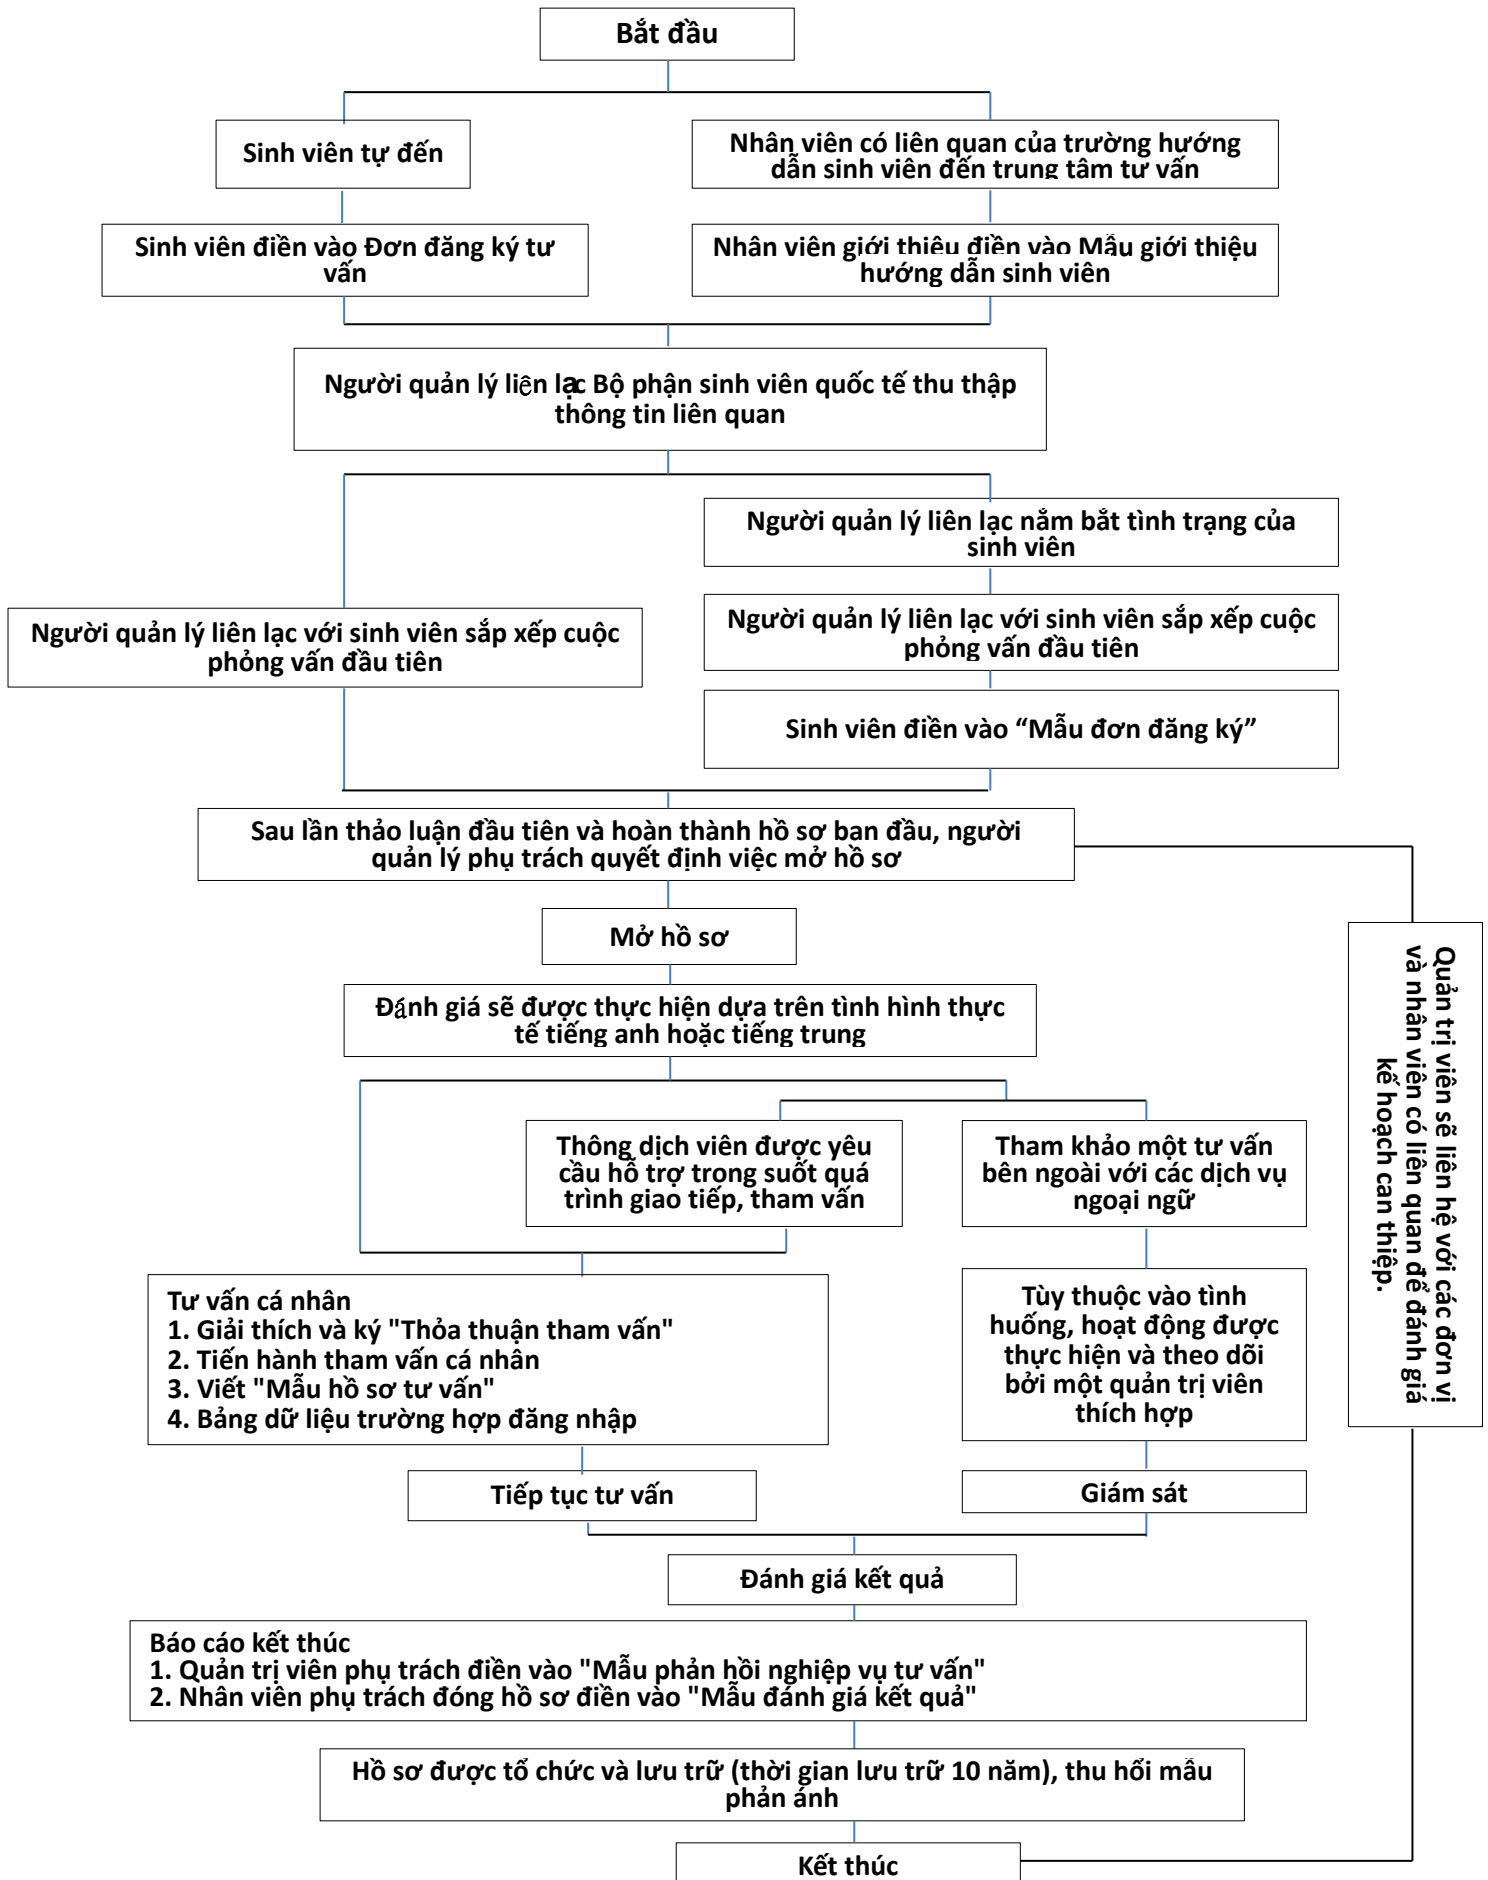 Bắt đầu
Sinh viên tự đến
Nhân viên có liên quan của trường hướng
dẫn sinh viên đến trung tâm tư vấn
Sinh viên điền vào Đơn đăng ký tư
vấn
Nhân viên giới thiệu điền vào Mẫu giới thiệu
hướng dẫn sinh viên
Người quản lý liên lạc Bộ phận sinh viên quốc tế thu thập
thông tin liên quan
Người quản lý liên lạc nắm bắt tình trạng của
sinh viên
Người quản lý liên lạc với sinh viên sắp xếp cuộc
phỏng vấn đầu tiên
Người quản lý liên lạc với sinh viên sắp xếp cuộc
phỏng vấn đầu tiên
Sinh viên điền vào “Mẫu đơn đăng ký”
Sau lần thảo luận đầu tiên và hoàn thành hồ sơ ban đầu, người
quản lý phụ trách quyết định việc mở hồ sơ
Mở hồ sơ
Quản trị viên sẽ liên hệ với các đơn vị
và nhân viên có liên quan để đánh giá
kế hoạch can thiệp.
Đánh giá sẽ được thực hiện dựa trên tình hình thực
tế tiếng anh hoặc tiếng trung
Thông dịch viên được yêu
cầu hỗ trợ trong suốt quá
trình giao tiếp, tham vấn
Tham khảo một tư vấn
bên ngoài với các dịch vụ
ngoại ngữ
Tư vấn cá nhân
1. Giải thích và ký "Thỏa thuận tham vấn"
2. Tiến hành tham vấn cá nhân
3. Viết "Mẫu hồ sơ tư vấn"
4. Bảng dữ liệu trường hợp đăng nhập
Tùy thuộc vào tình
huống, hoạt động được
thực hiện và theo dõi
bởi một quản trị viên
thích hợp
Tiếp tục tư vấn
Giám sát
Đánh giá kết quả
Báo cáo kết thúc
1. Quản trị viên phụ trách điền vào "Mẫu phản hồi nghiệp vụ tư vấn"
2. Nhân viên phụ trách đóng hồ sơ điền vào "Mẫu đánh giá kết quả"
Hồ sơ được tổ chức và lưu trữ (thời gian lưu trữ 10 năm), thu hổi mẫu
phản ánh
Kết thúc